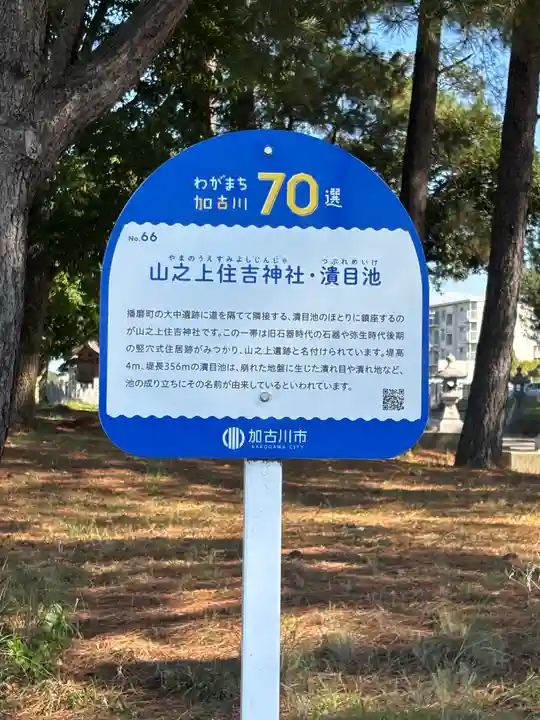 わがまち
加古川 70選
No.66
やまのうえすみよしじんじゃ つぶれめいけ
山之上住吉神社・潰目池
播磨町の大中遺跡に道を隔てて隣接する、潰目池のほとりに鎮座するの
が山之上住吉神社です。この一帯は旧石器時代の石器や弥生時代後期
の竪穴式住居跡がみつかり、山之上遺跡と名付けられています。堤高
4m、堤長356mの潰目池は、崩れた地盤に生じた潰れ目や潰れ地など、
池の成り立ちにその名前が由来しているといわれています。
加古川市
KAKOGAWA CITY